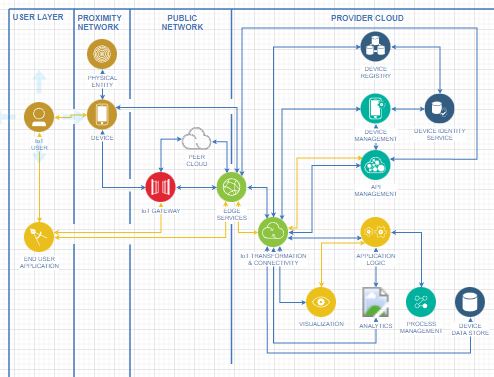 USER LAYER
PROXIMITY
NETWORK
PUBLIC
NETWORK
PROVIDER CLOUD
PHYSICAL
ENTITY
DEVICE
REGISTRY
IoT
USER
DEVICE
DEVICE
MANAGEMENT
DEVICE IDENTITY
SERVICE
PEER
CLOUD
API
MANAGEMENT
IoT GATEWAY
EDGE
SERVICES
END USER
APPLICATION
IoT TRANSFORMATION
& CONNECTIVITY
APPLICATION
LOGIC
VISUALIZATION
ANALYTICS
PROCESS
MANAGEMENT
DEVICE
DATA STORE